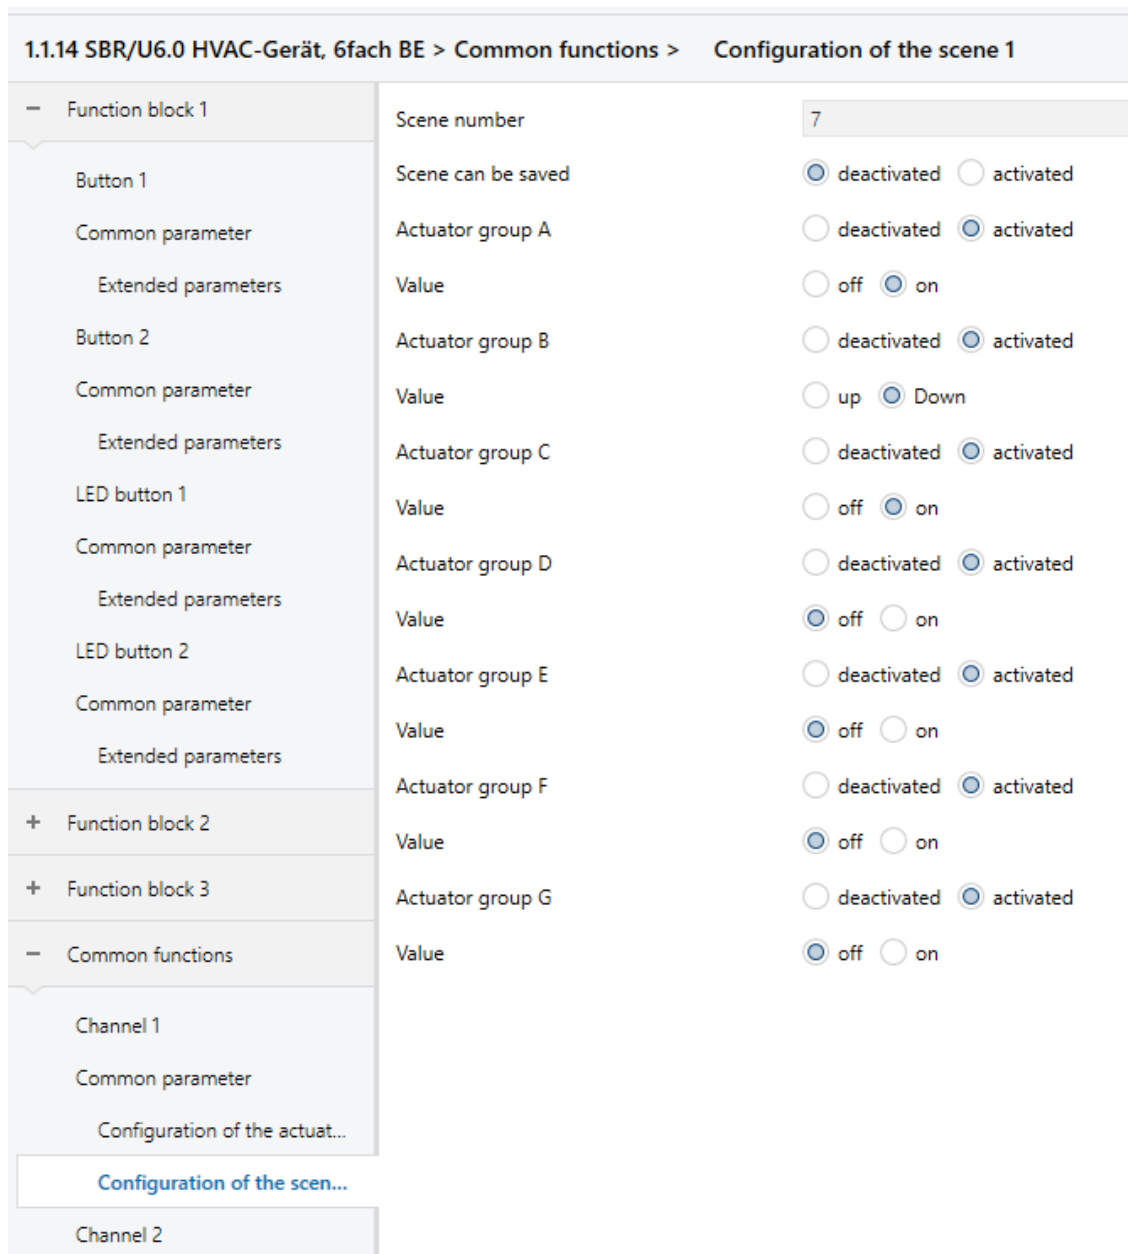 1.1.14 SBR/U6.0 HVAC-Gerät, 6fach BE > Common functions > Configuration of the scene 1
Function block 1
Button 1
Common parameter
Extended parameters
Button 2
Common parameter
Extended parameters
LED button 1
Common parameter
Extended parameters
LED button 2
Common parameter
Extended parameters
Function block 2
Function block 3
Common functions
Channel 1
Common parameter
Configuration of the actuat...
Configuration of the scen...
Channel 2
Scene number 7
Scene can be saved deactivated activated
Actuator group A deactivated activated
Value off on
Actuator group B deactivated activated
Value up Down
Actuator group C deactivated activated
Value off on
Actuator group D deactivated activated
Value off on
Actuator group E deactivated activated
Value off on
Actuator group F deactivated activated
Value off on
Actuator group G deactivated activated
Value off on